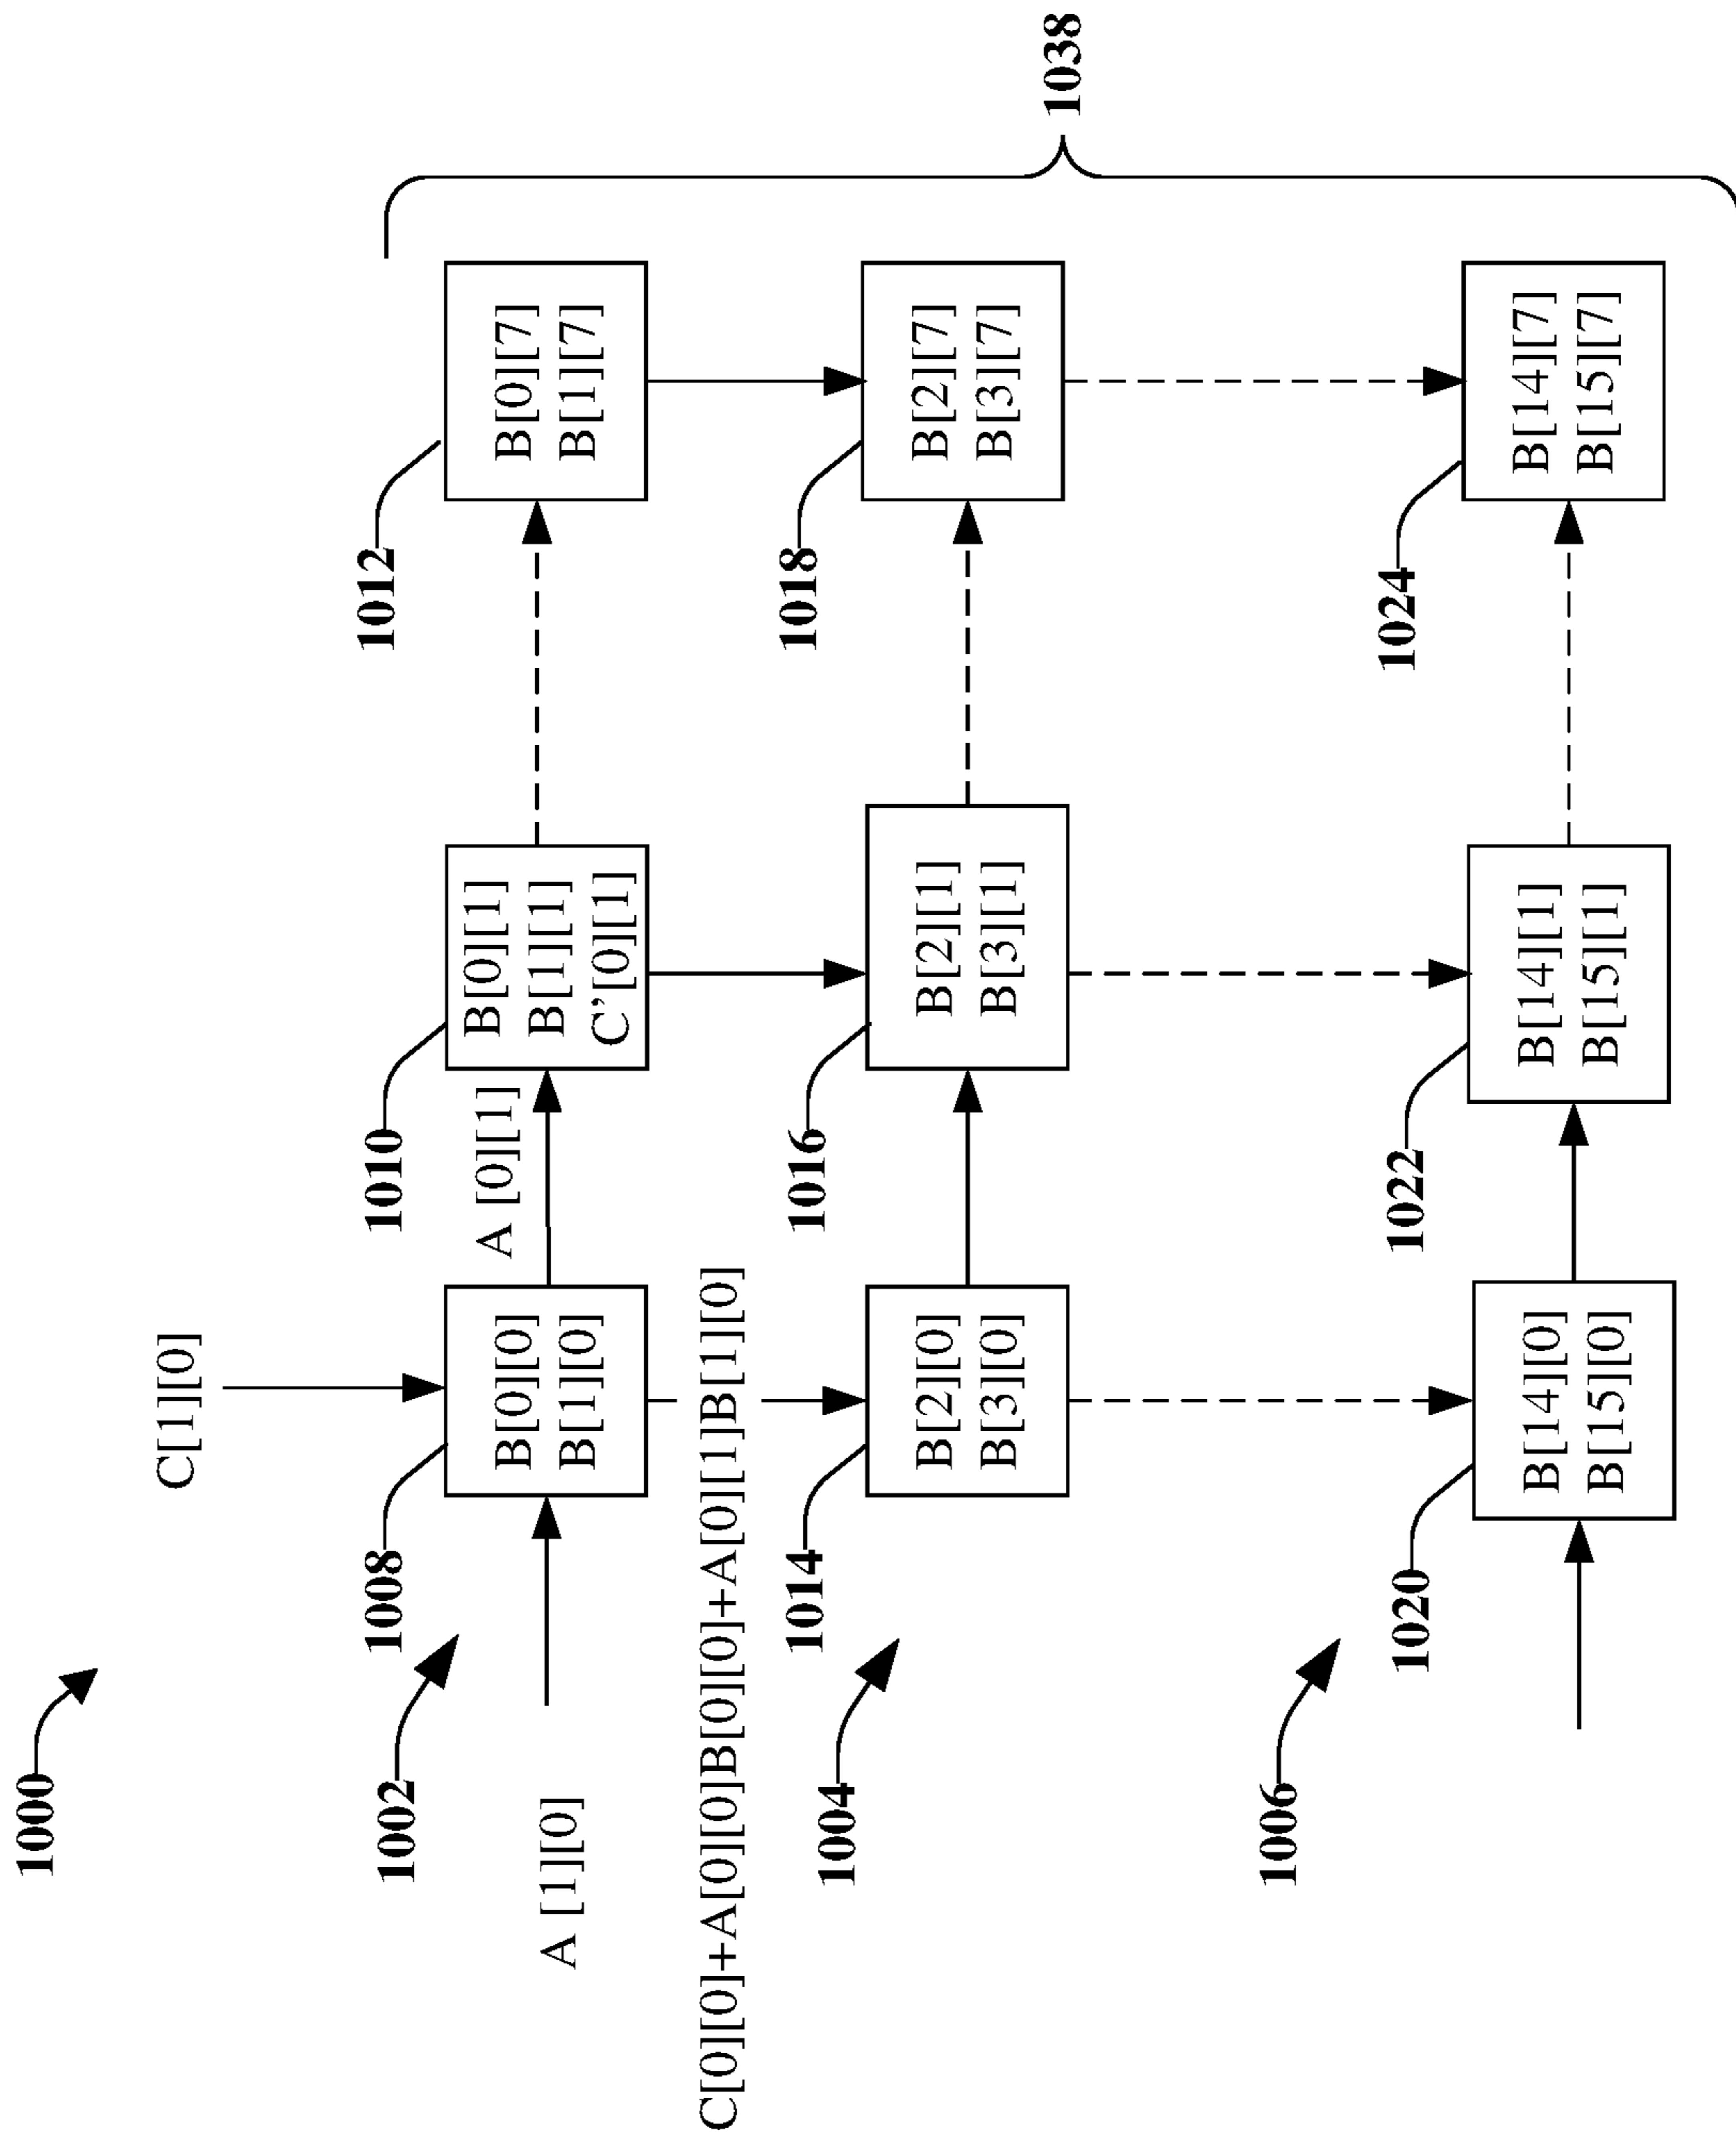 1000
C[1][0]
1002
1008
1010
1012
A [1][0]
B[0][0]
B[1][0]
A [0][1]
B[0][1]
B[1][1]
C'[0][1]
B[0][7]
B[1][7]
C[0][0]+A[0][0]B[0][0]+A[0][1]B[1][0]
1004
1014
1016
1018
B[2][0]
B[3][0]
B[2][1]
B[3][1]
B[2][7]
B[3][7]
1038
1006
1020
1022
1024
B[14][0]
B[15][0]
B[14][1]
B[15][1]
B[14][7]
B[15][7]